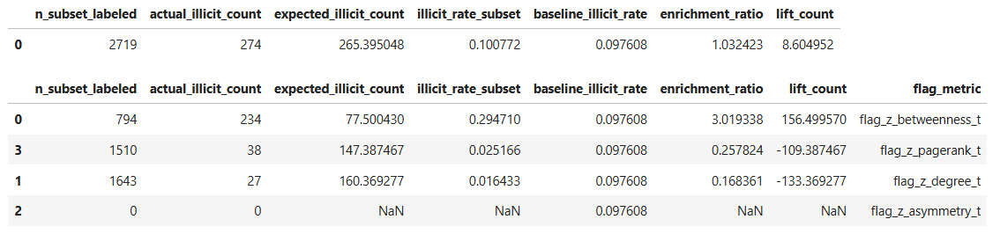 n_subset_labeled actual_illicit_count expected_illicit_count illicit_rate_subset baseline_illicit_rate enrichment_ratio lift_count
0 2719 274 265.395048 0.100772 0.097608 1.032423 8.604952
n_subset_labeled actual_illicit_count expected_illicit_count illicit_rate_subset baseline_illicit_rate enrichment_ratio lift_count flag_metric
0 794 234 77.500430 0.294710 0.097608 3.019338 156.499570 flag_z_betweenness_t
3 1510 38 147.387467 0.025166 0.097608 0.257824 -109.387467 flag_z_pagerank_t
1 1643 27 160.369277 0.016433 0.097608 0.168361 -133.369277 flag_z_degree_t
2 0 0 NaN NaN 0.097608 NaN NaN flag_z_asymmetry_t